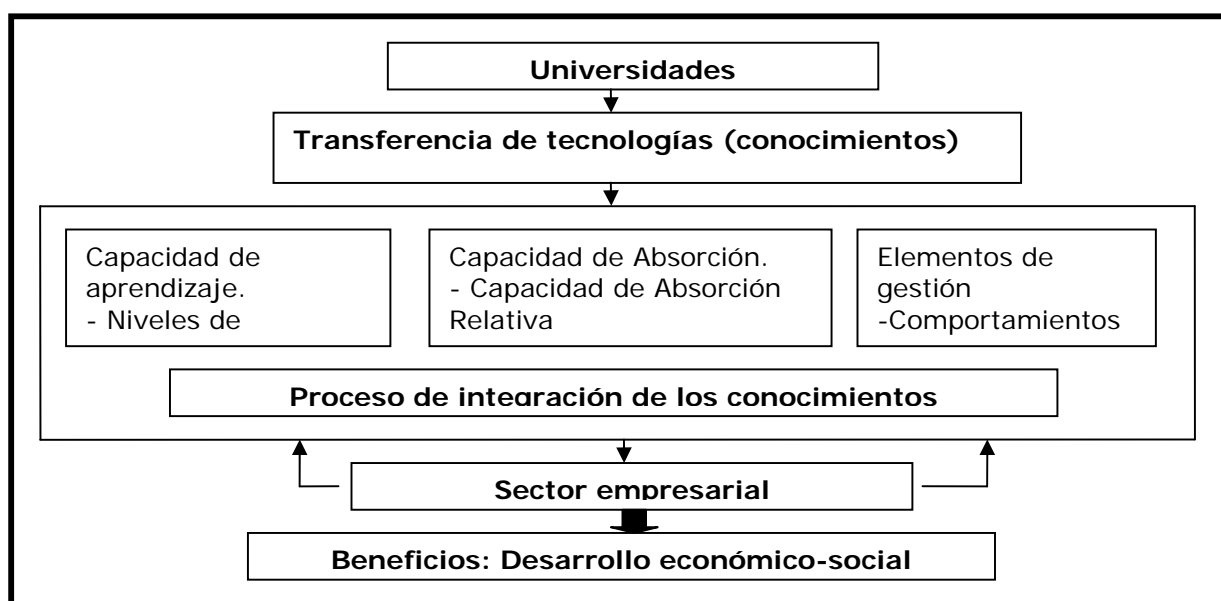 Universidades
Transferencia de tecnologías (conocimientos)
Capacidad de
aprendizaje.
- Niveles de
Capacidad de Absorción.
- Capacidad de Absorción
Relativa
Elementos de
gestión
-Comportamientos
Proceso de integración de los conocimientos
Sector empresarial
Beneficios: Desarrollo económico-social